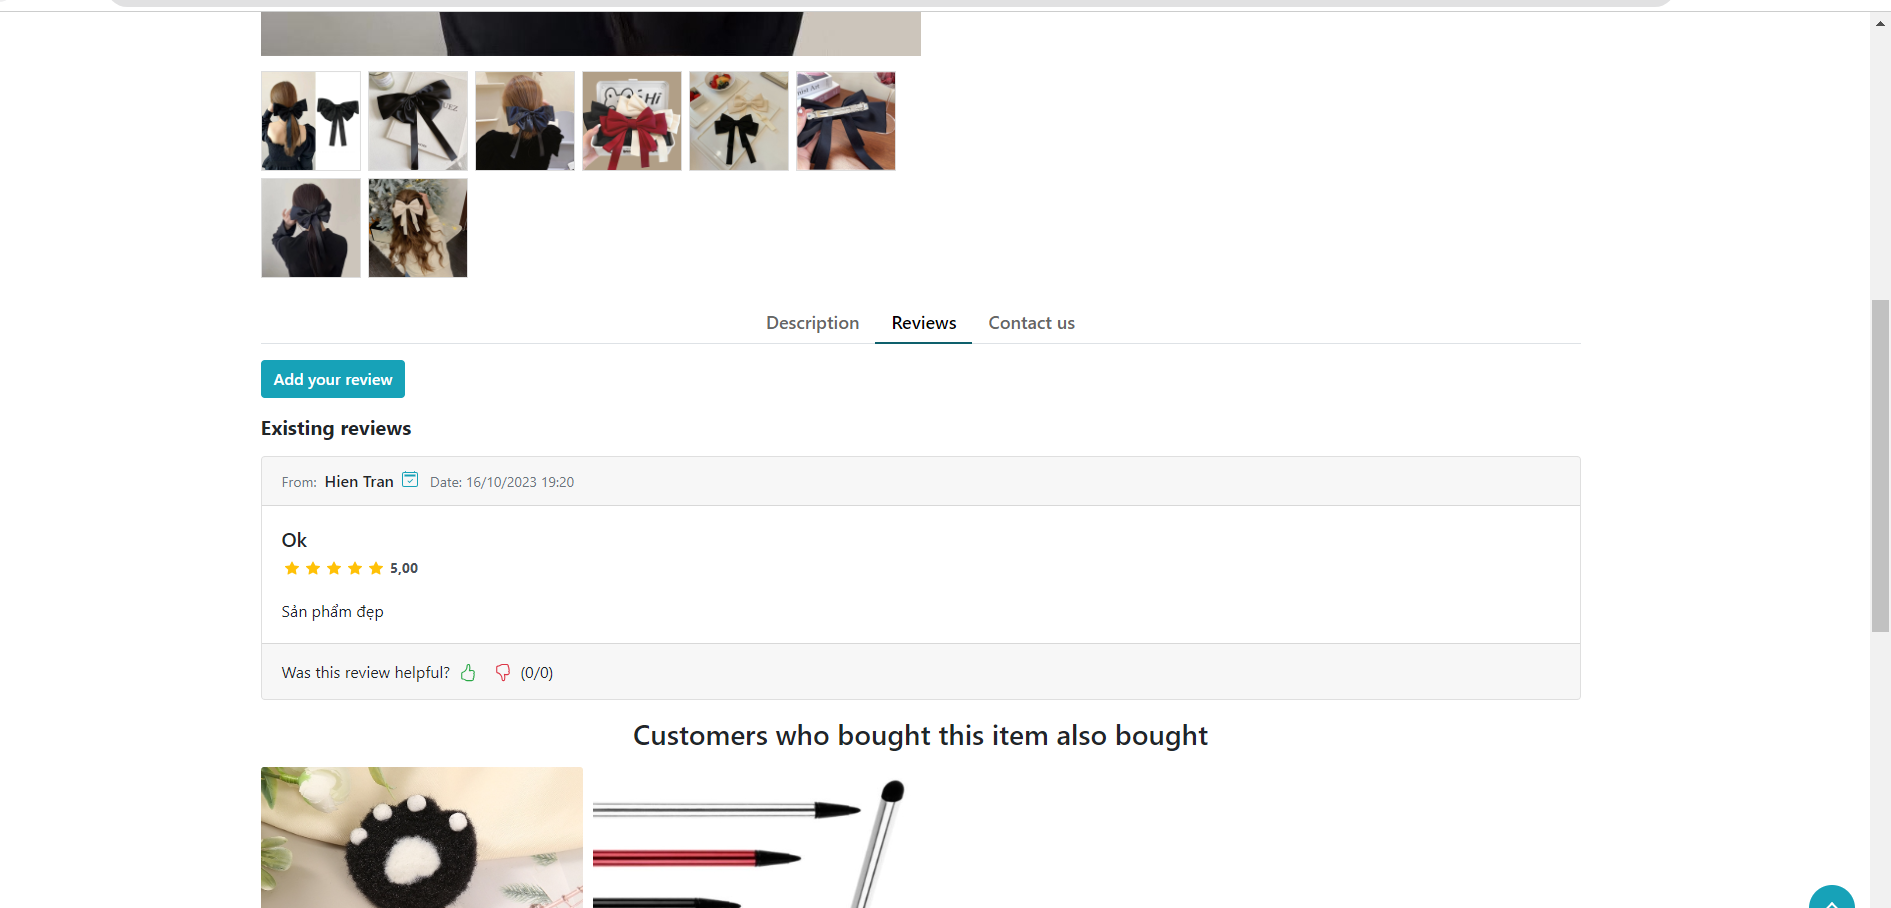 Hi
Description Reviews Contact us
Add your review
Existing reviews
From: Hien Tran Date: 16/10/2023 19:20
Ok
5,00
Sản phẩm đẹp
Was this review helpful? (0/0)
Customers who bought this item also bought